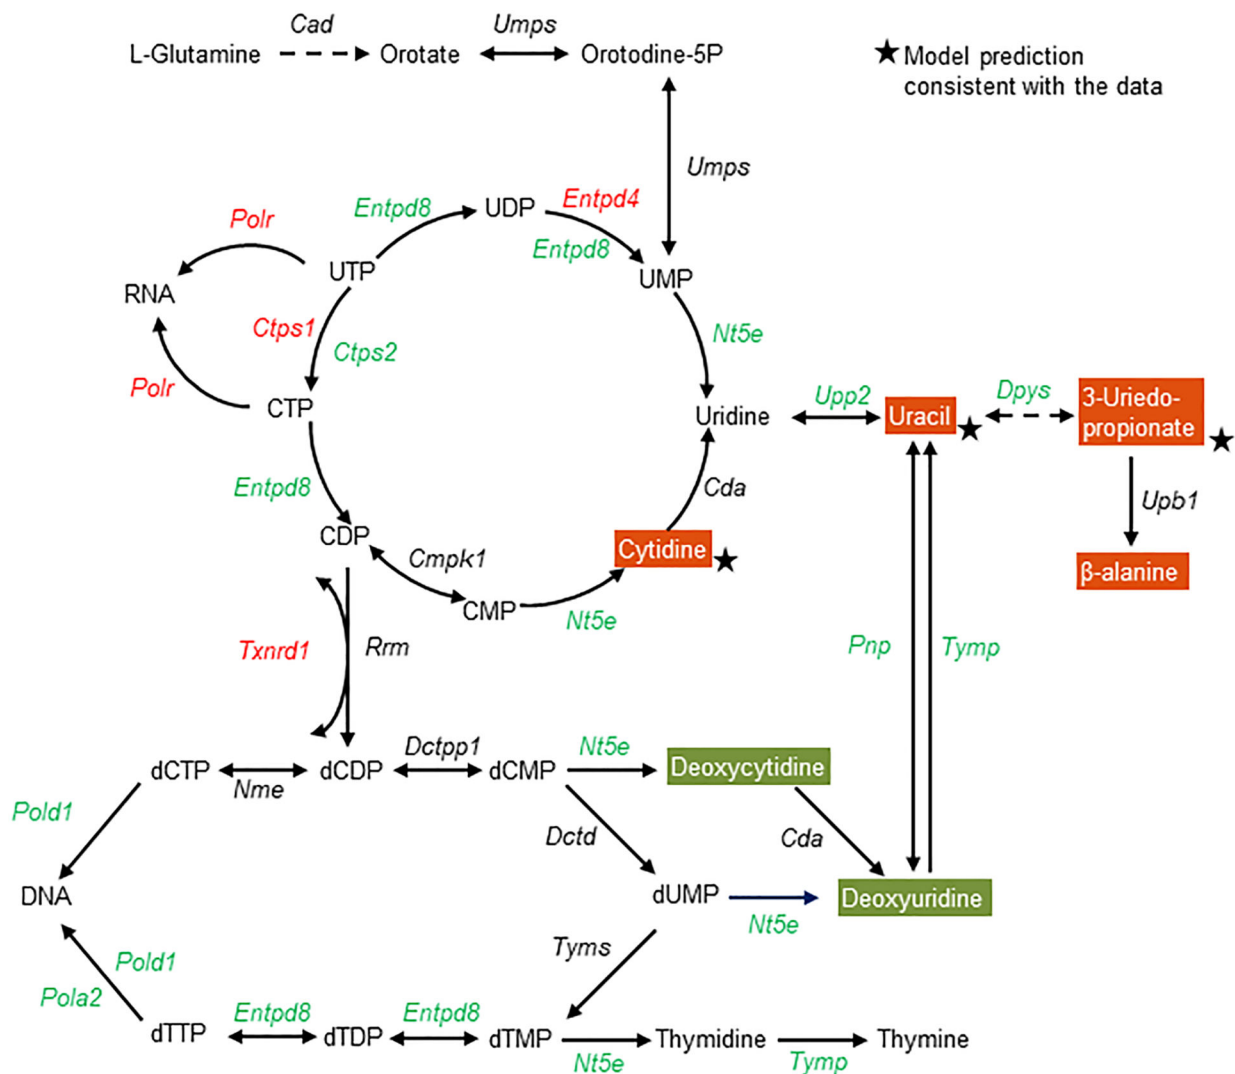 Cad
Umps
L-Glutamine
Orotate
Orotodine-5P
Model prediction
consistent with the data
Umps
Entpd8
UDP
Entpd4
Polr
Entpd8
UTP
UMP
RNA
Ctps1
Ctps2
Nt5e
Polr
CTP
Uridine
Upp2
Uracil
Dpys
3-Uriedo-
propionate
Entpd8
Cda
Upb1
CDP
Cmpk1
Cytidine
β-alanine
CMP
Nt5e
Txnrd1
Rrm
Pnp
Tymp
dCTP
Nme
dCDP
Dctpp1
dCMP
Nt5e
Deoxycytidine
Pold1
Dctd
Cda
DNA
dUMP
Nt5e
Deoxyuridine
Pold1
Tyms
Pola2
Entpd8
Entpd8
dTTP
dTDP
dTMP
Nt5e
Thymidine
Tymp
Thymine